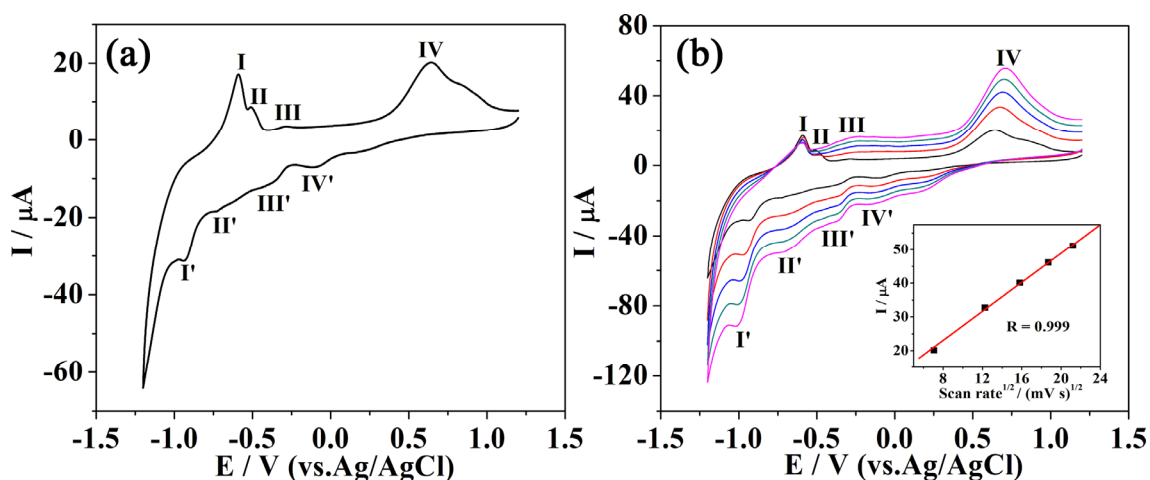 (a)
I
II
III
IV
I'
II'
III'
IV'
20
0
-20
-40
-60
I / μA
-1.5 -1.0 -0.5 0.0 0.5 1.0 1.5
E / V (vs.Ag/AgCl)
(b)
I
II
III
IV
I'
II'
III'
IV'
80
40
0
-40
-80
-120
I / μA
-1.5 -1.0 -0.5 0.0 0.5 1.0 1.5
E / V (vs.Ag/AgCl)
50
40
30
20
I / μA
R = 0.999
8 12 16 20 24
Scan rate^1/2 / (mV s)^1/2